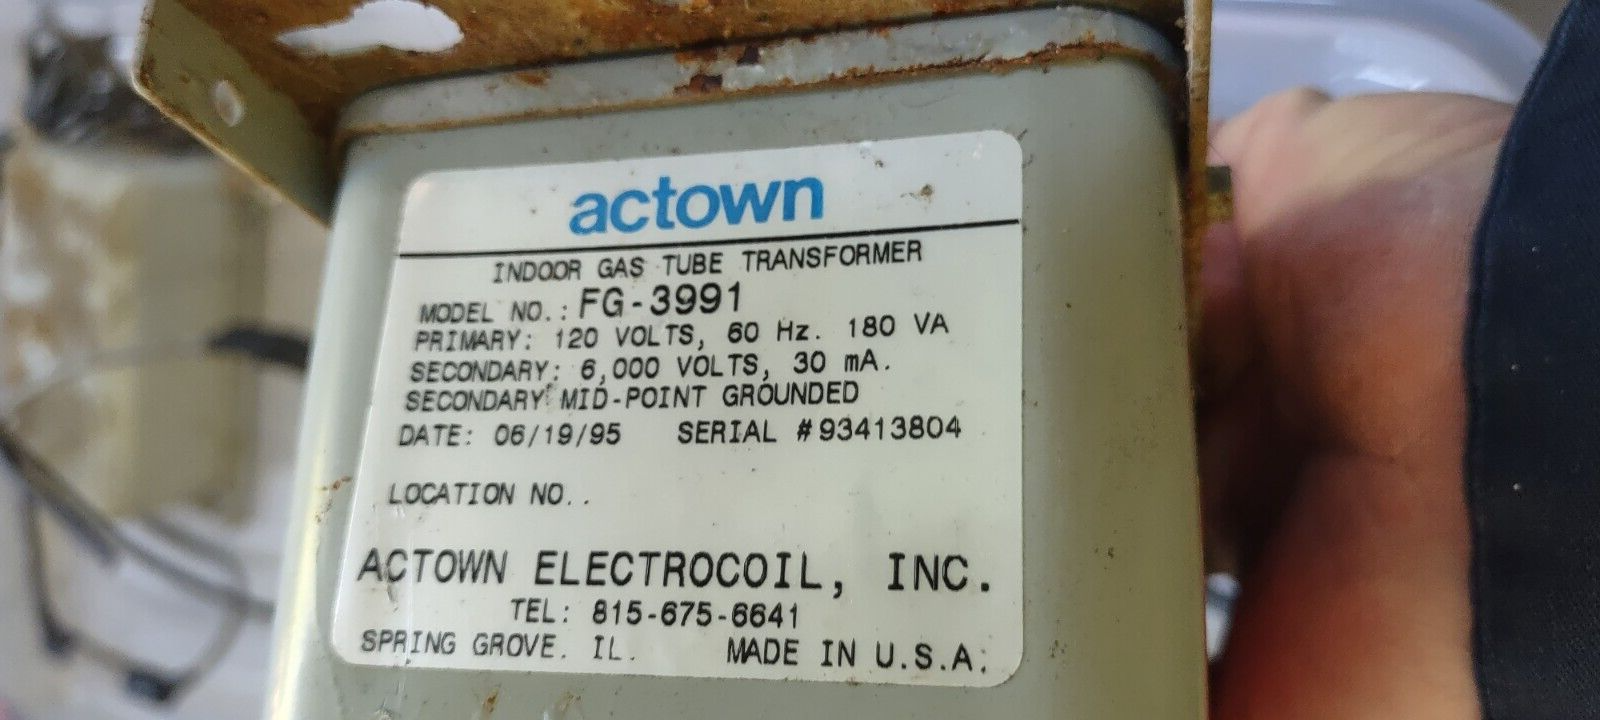 actown
INDOOR GAS TUBE TRANSFORMER
MODEL NO.: FG-3991
PRIMARY: 120 VOLTS, 60 Hz. 180 VA
SECONDARY: 6,000 VOLTS, 30 mA.
SECONDARY MID-POINT GROUNDED
DATE: 06/19/95 SERIAL #93413804
LOCATION NO..
ACTOWN ELECTROCOIL, INC.
TEL: 815-675-6641
SPRING GROVE. IL. MADE IN U.S.A.